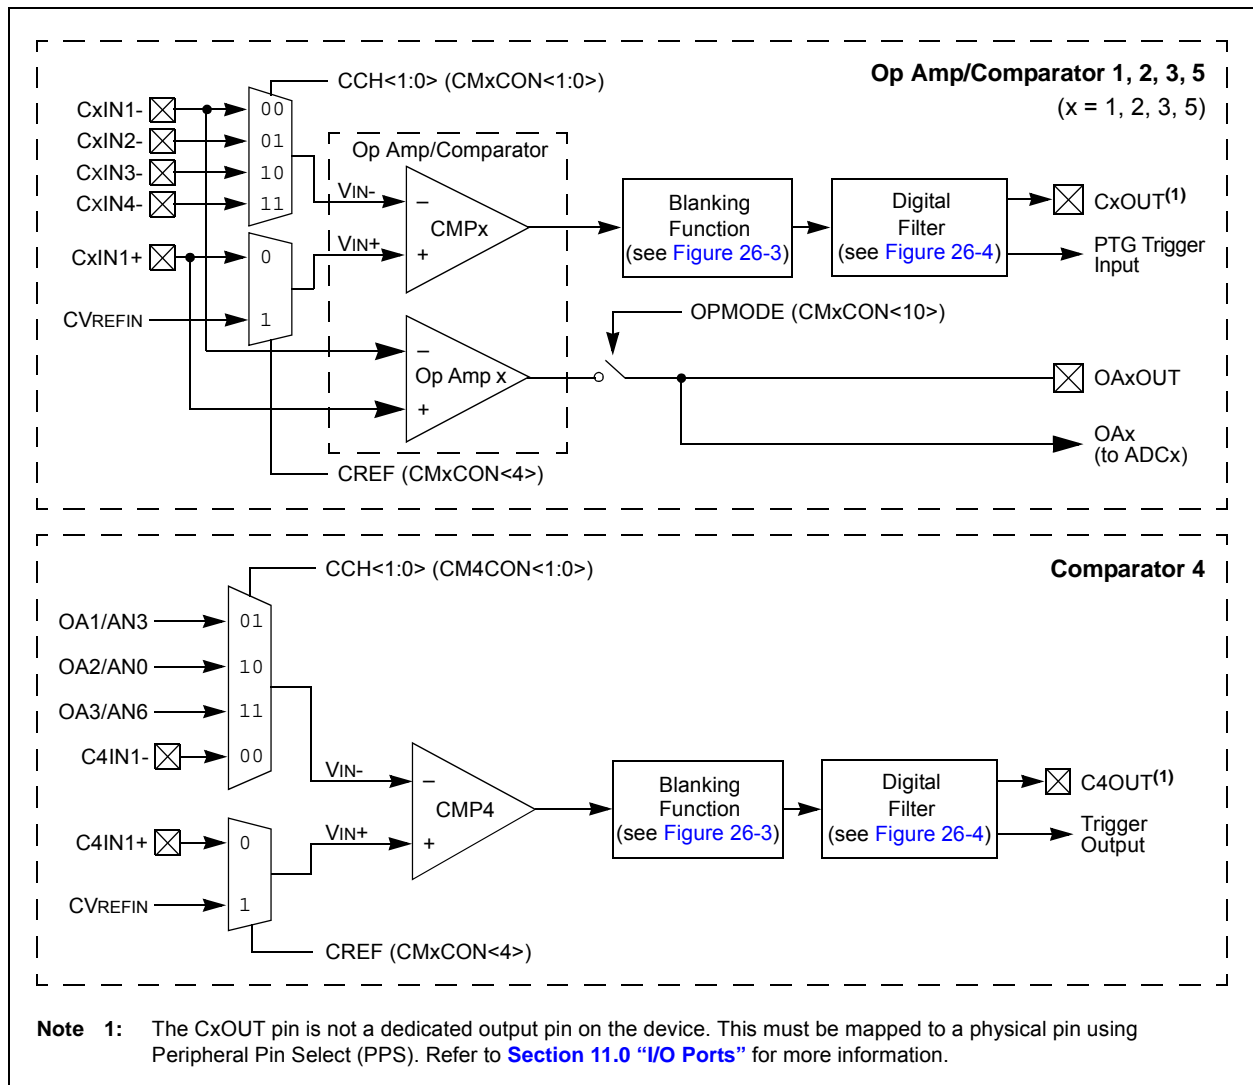 Op Amp/Comparator 1, 2, 3, 5
(x = 1, 2, 3, 5)
CCH<1:0> (CMxCON<1:0>)
CxIN1-
00
CxIN2-
01
CxIN3-
10
CxIN4-
11
CxIN1+
0
CVREFIN
1
Op Amp/Comparator
VIN-
–
CMPx
VIN+
+
Blanking
Function
(see Figure 26-3)
Digital
Filter
(see Figure 26-4)
CxOUT(1)
PTG Trigger
Input
OPMODE (CMxCON<10>)
–
Op Amp x
+
OAxOUT
OAx
(to ADCx)
CREF (CMxCON<4>)
Comparator 4
CCH<1:0> (CM4CON<1:0>)
OA1/AN3
01
OA2/AN0
10
OA3/AN6
11
C4IN1-
00
C4IN1+
0
CVREFIN
1
VIN-
–
CMP4
VIN+
+
Blanking
Function
(see Figure 26-3)
Digital
Filter
(see Figure 26-4)
C4OUT(1)
Trigger
Output
CREF (CMxCON<4>)
Note 1: The CxOUT pin is not a dedicated output pin on the device. This must be mapped to a physical pin using
Peripheral Pin Select (PPS). Refer to Section 11.0 “I/O Ports” for more information.